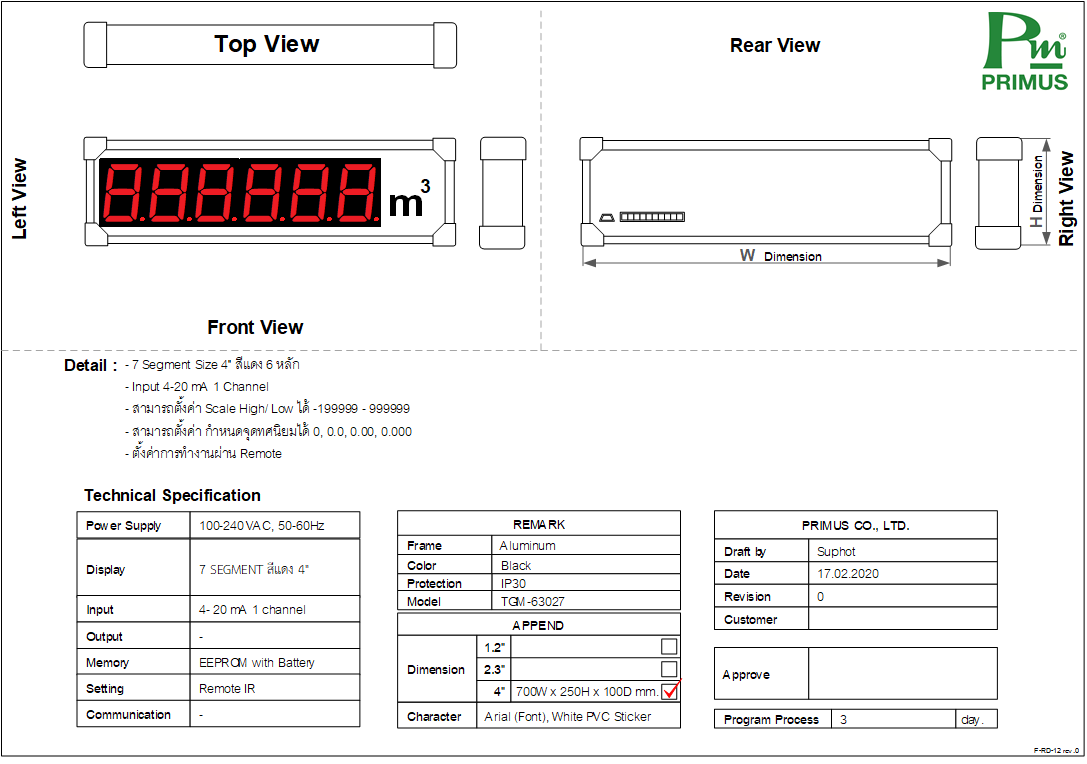 Top View
Rear View
Pm®
PRIMUS
Left View
8.8.8.8.8.8.
m³
H Dimension
Right View
W Dimension
Front View
Detail : - 7 Segment Size 4" สีแดง 6 หลัก
- Input 4-20 mA 1 Channel
- สามารถตั้งค่า Scale High/ Low ได้ -199999 - 999999
- สามารถตั้งค่า กำหนดจุดทศนิยมได้ 0, 0.0, 0.00, 0.000
- ตั้งค่าการทำงานผ่าน Remote
Technical Specification
Power Supply 100-240 VAC, 50-60Hz
Display 7 SEGMENT สีแดง 4"
Input 4- 20 mA 1 channel
Output -
Memory EEPROM with Battery
Setting Remote IR
Communication -
REMARK
Frame Aluminum
Color Black
Protection IP30
Model TGM-63027
APPEND
Dimension
1.2"
2.3"
4" 700W x 250H x 100D mm.
Character Arial (Font), White PVC Sticker
PRIMUS CO., LTD.
Draft by Suphot
Date 17.02.2020
Revision 0
Customer
Approve
Program Process 3 day.
F-RD-12 rev .0